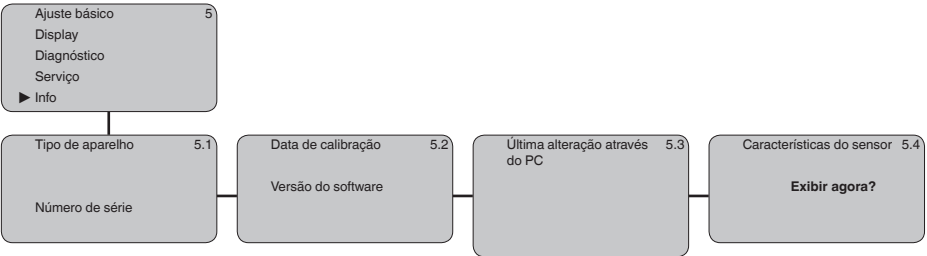 Ajuste básico 5
Display
Diagnóstico
Serviço
▶ Info
Tipo de aparelho 5.1
Número de série
Data de calibração 5.2
Versão do software
Última alteração através 5.3
do PC
Características do sensor 5.4
Exibir agora?